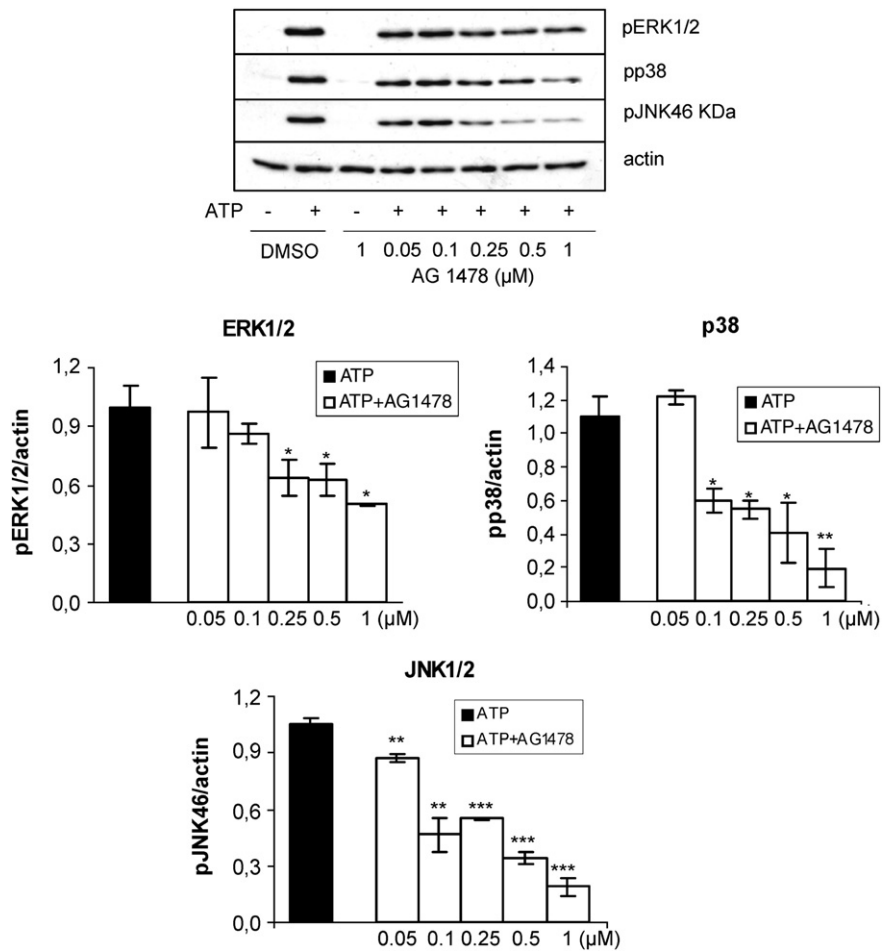 pERK1/2
pp38
pJNK46 KDa
actin
ATP - + - + + + + +
DMSO 1 0.05 0.1 0.25 0.5 1
AG 1478 (µM)
ERK1/2
pERK1/2/actin
1,2
0,9
0,6
0,3
0,0
ATP
ATP+AG1478
* * *
0.05 0.1 0.25 0.5 1 (µM)
p38
pp38/actin
1,4
1,2
1,0
0,8
0,6
0,4
0,2
0,0
ATP
ATP+AG1478
* * * **
0.05 0.1 0.25 0.5 1 (µM)
JNK1/2
pJNK46/actin
1,2
0,9
0,6
0,3
0,0
ATP
ATP+AG1478
** ** *** *** ***
0.05 0.1 0.25 0.5 1 (µM)